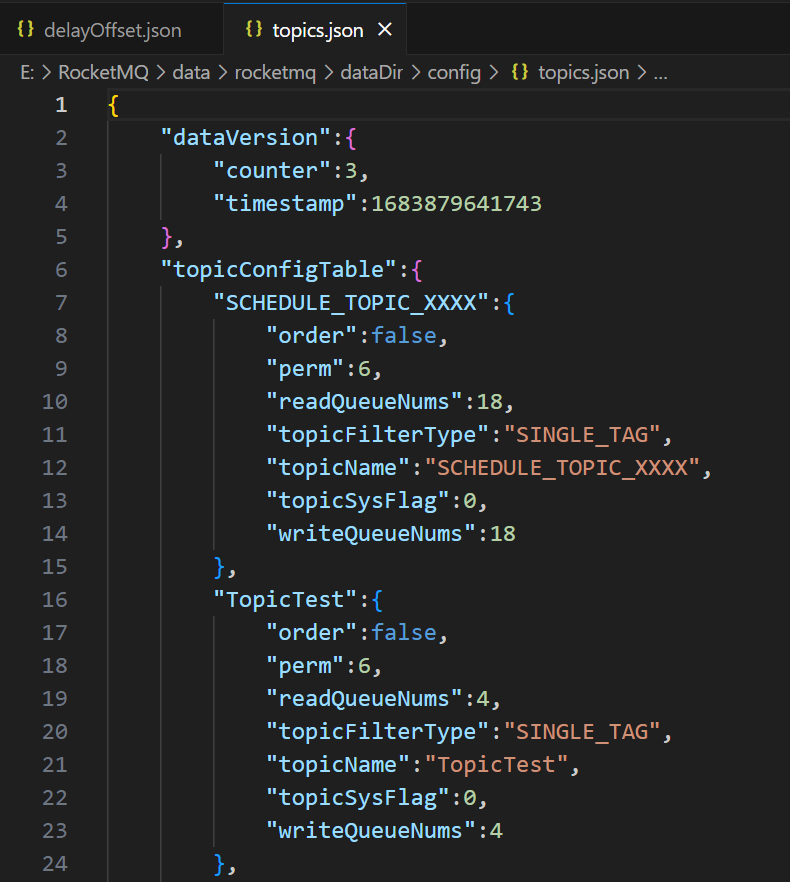 {} delayOffset.json {} topics.json ×
E: > RocketMQ > data > rocketmq > dataDir > config > {} topics.json > ...
1 {
2 "dataVersion":{
3 "counter":3,
4 "timestamp":1683879641743
5 },
6 "topicConfigTable":{
7 "SCHEDULE_TOPIC_XXXX":{
8 "order":false,
9 "perm":6,
10 "readQueueNums":18,
11 "topicFilterType":"SINGLE_TAG",
12 "topicName":"SCHEDULE_TOPIC_XXXX",
13 "topicSysFlag":0,
14 "writeQueueNums":18
15 },
16 "TopicTest":{
17 "order":false,
18 "perm":6,
19 "readQueueNums":4,
20 "topicFilterType":"SINGLE_TAG",
21 "topicName":"TopicTest",
22 "topicSysFlag":0,
23 "writeQueueNums":4
24 },